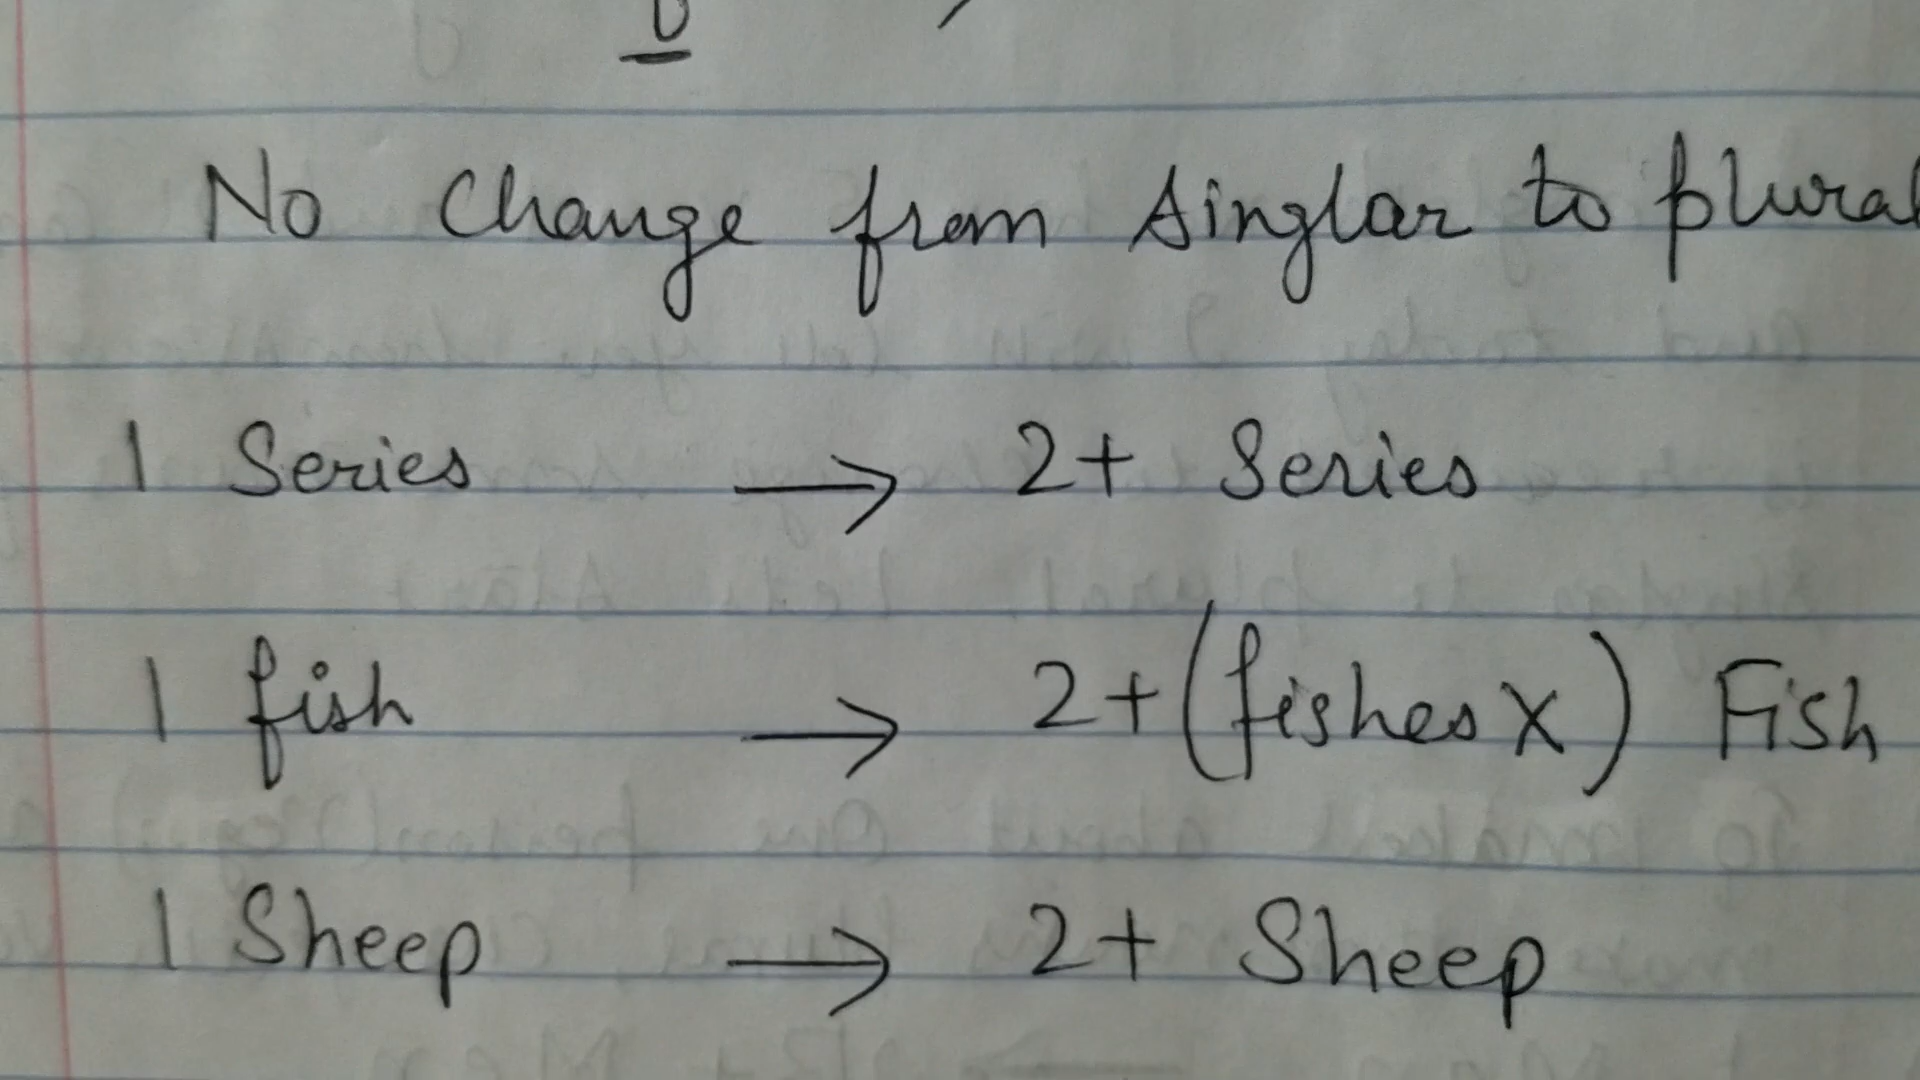 No Change from singlar to plural
1 Series → 2+ Series
1 fish → 2+ (fishes x) Fish
1 Sheep → 2+ Sheep